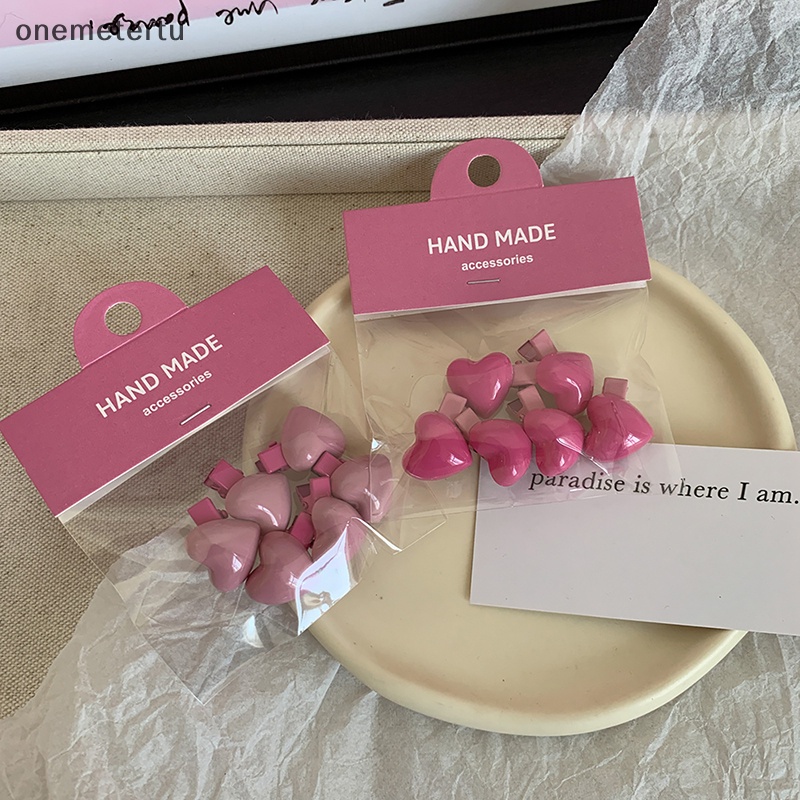 onemetertu
HAND MADE
accessories
HAND MADE
accessories
paradise is where I am.